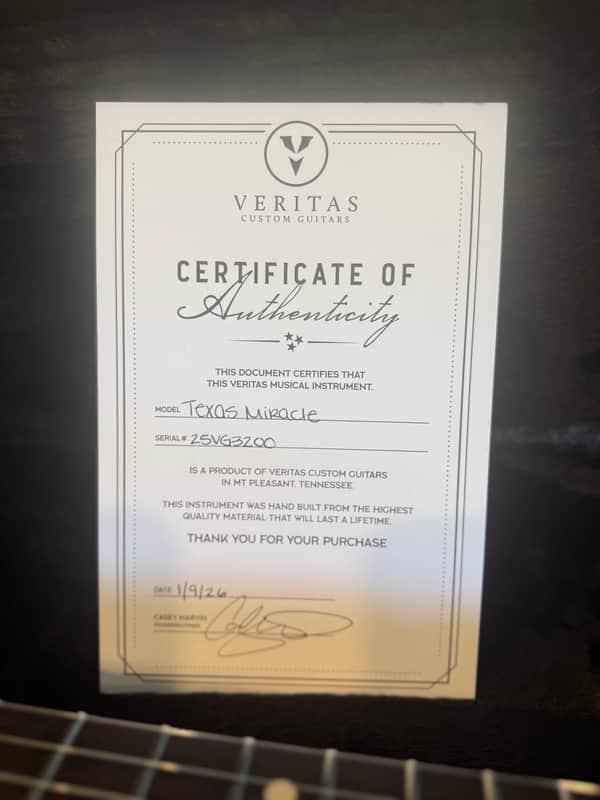 VERITAS
CUSTOM GUITARS
CERTIFICATE OF
Authenticity
THIS DOCUMENT CERTIFIES THAT
THIS VERITAS MUSICAL INSTRUMENT.
MODEL Texas Miracle
SERIAL# 25VG3200
IS A PRODUCT OF VERITAS CUSTOM GUITARS
IN MT PLEASANT, TENNESSEE.
THIS INSTRUMENT WAS HAND BUILT FROM THE HIGHEST
QUALITY MATERIAL THAT WILL LAST A LIFETIME.
THANK YOU FOR YOUR PURCHASE
DATE 1/9/26
CASEY MARVEL